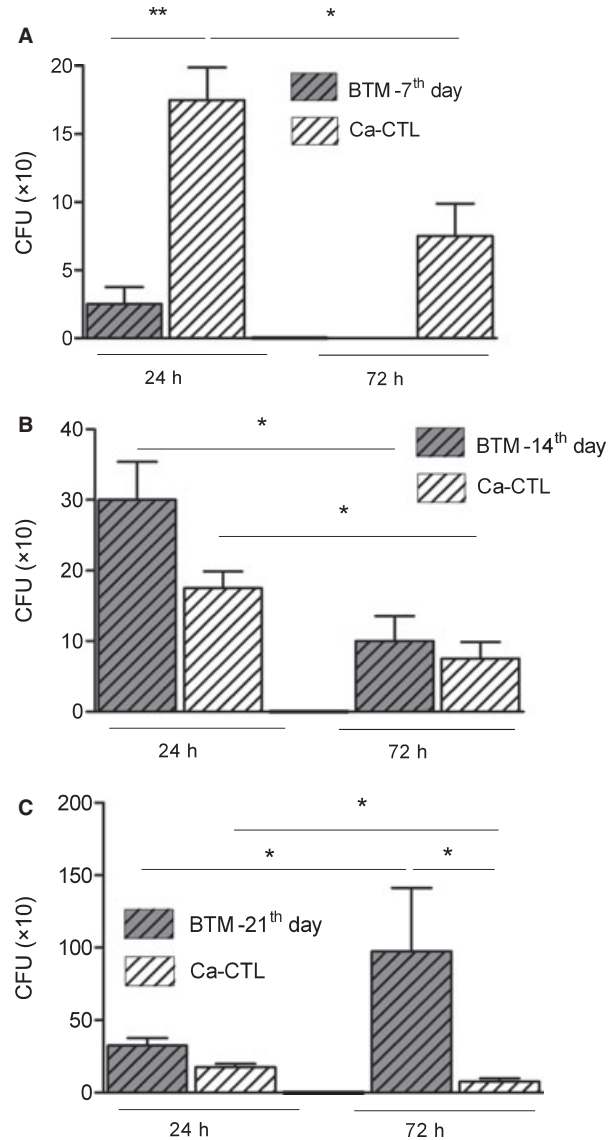 A
** *
CFU (×10)
20
15
10
5
0
BTM-7th day
Ca-CTL
24 h 72 h
B
CFU (×10)
40
30
20
10
0
*
*
BTM-14th day
Ca-CTL
24 h 72 h
C
CFU (×10)
200
150
100
50
0
*
* *
BTM-21th day
Ca-CTL
24 h 72 h